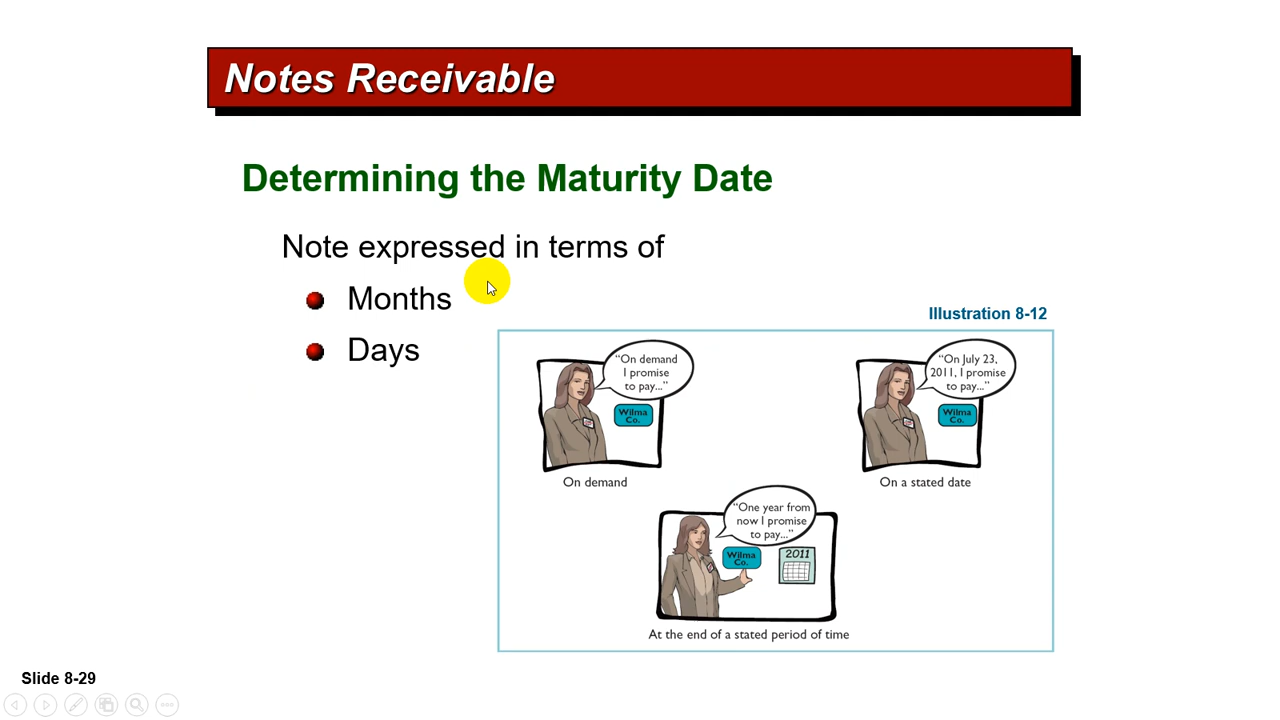 Notes Receivable
Determining the Maturity Date
Note expressed in terms of
Months
Days
Illustration 8-12
"On demand
I promise
to pay..."
Wilma
Co.
On demand
"On July 23,
2011, I promise
to pay..."
Wilma
Co.
On a stated date
"One year from
now I promise
to pay..."
Wilma
Co.
2011
At the end of a stated period of time
Slide 8-29